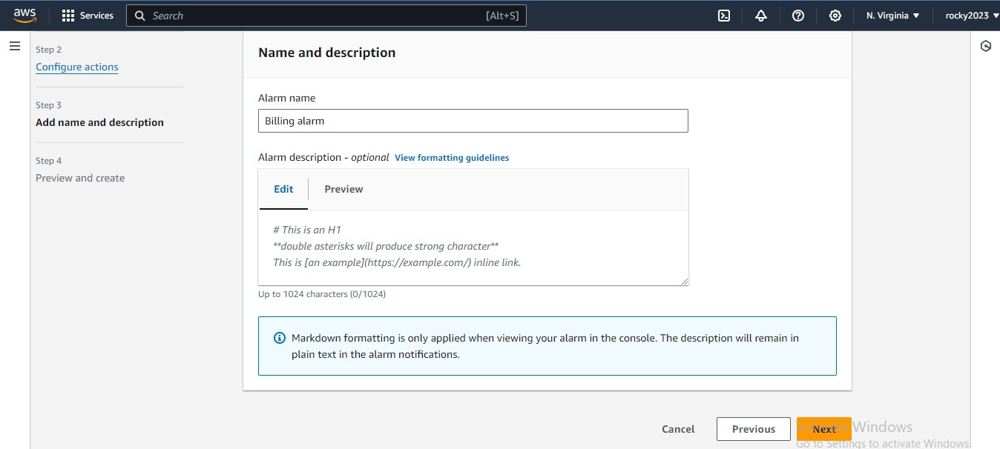 aws
Services
Search
[Alt+S]
N. Virginia
rocky2023
Step 2
Configure actions
Step 3
Add name and description
Step 4
Preview and create
Name and description
Alarm name
Billing alarm
Alarm description - optional View formatting guidelines
Edit
Preview
# This is an H1
**double asterisks will produce strong character**
This is [an example](https://example.com/) inline link.
Up to 1024 characters (0/1024)
Markdown formatting is only applied when viewing your alarm in the console. The description will remain in
plain text in the alarm notifications.
Cancel
Previous
Next
Activate Windows
Go to Settings to activate Windows.